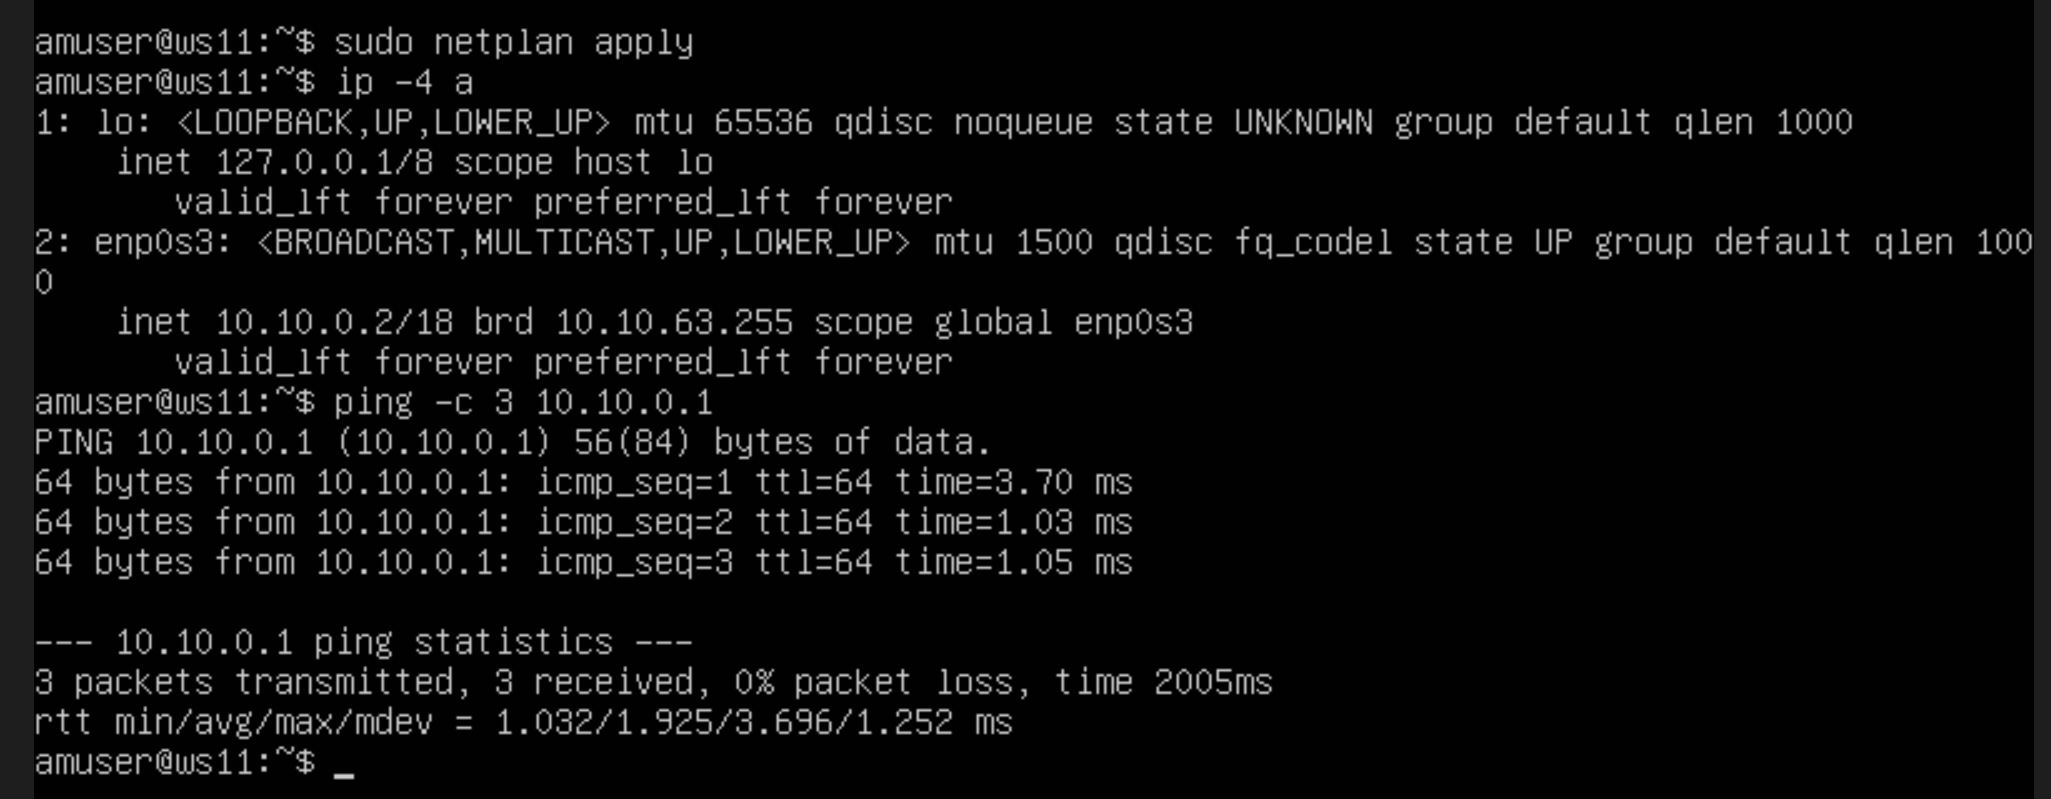 amuser@ws11:~$ sudo netplan apply
amuser@ws11:~$ ip -4 a
1: lo: <LOOPBACK,UP,LOWER_UP> mtu 65536 qdisc noqueue state UNKNOWN group default qlen 1000
    inet 127.0.0.1/8 scope host lo
       valid_lft forever preferred_lft forever
2: enp0s3: <BROADCAST,MULTICAST,UP,LOWER_UP> mtu 1500 qdisc fq_codel state UP group default qlen 100
0
    inet 10.10.0.2/18 brd 10.10.63.255 scope global enp0s3
       valid_lft forever preferred_lft forever
amuser@ws11:~$ ping -c 3 10.10.0.1
PING 10.10.0.1 (10.10.0.1) 56(84) bytes of data.
64 bytes from 10.10.0.1: icmp_seq=1 ttl=64 time=3.70 ms
64 bytes from 10.10.0.1: icmp_seq=2 ttl=64 time=1.03 ms
64 bytes from 10.10.0.1: icmp_seq=3 ttl=64 time=1.05 ms

--- 10.10.0.1 ping statistics ---
3 packets transmitted, 3 received, 0% packet loss, time 2005ms
rtt min/avg/max/mdev = 1.032/1.925/3.696/1.252 ms
amuser@ws11:~$ _